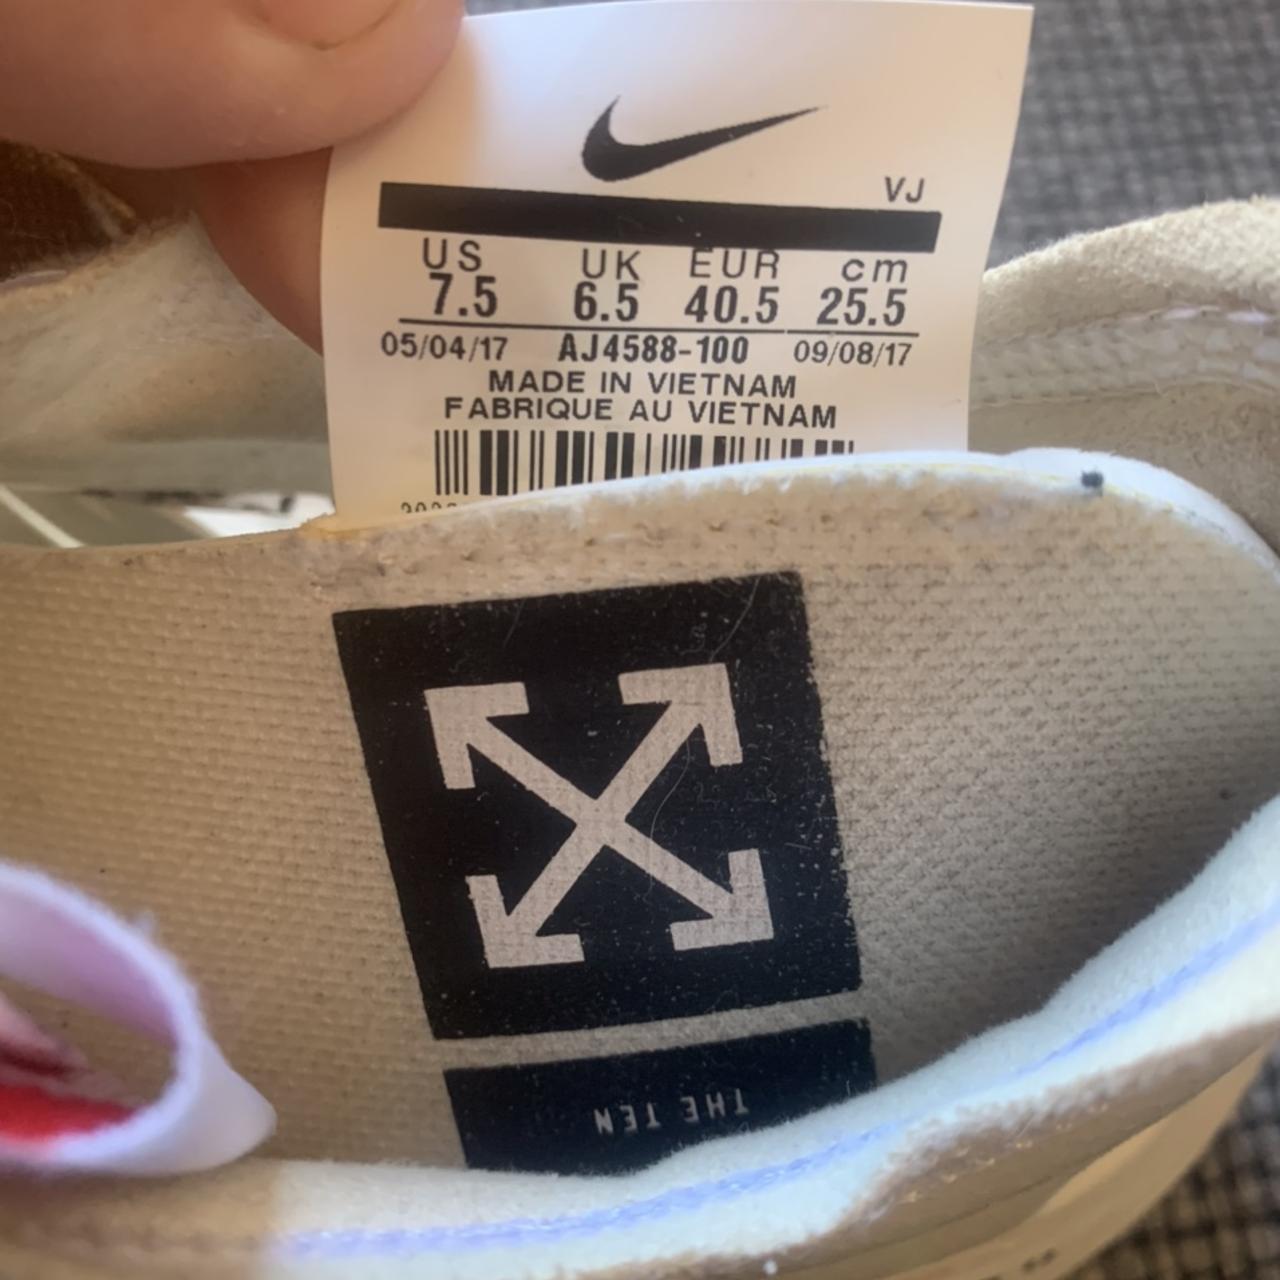 VJ
US UK EUR cm
7.5 6.5 40.5 25.5
05/04/17 AJ4588-100 09/08/17
MADE IN VIETNAM
FABRIQUE AU VIETNAM
THE TEN